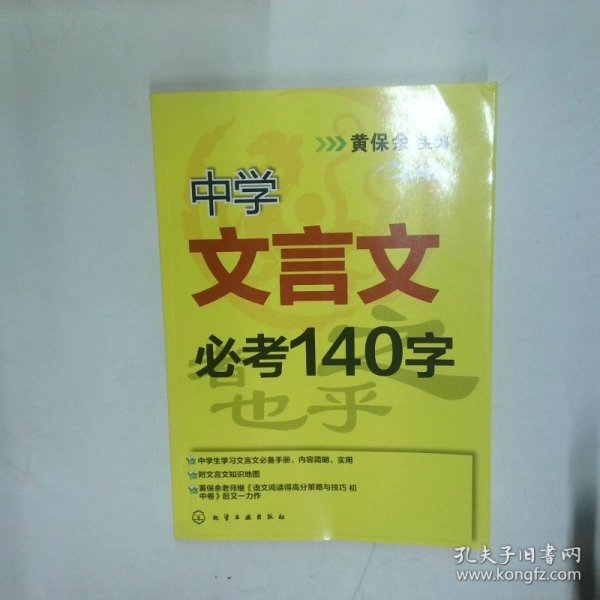 黄保余 主编
中学
文言文
必考140字
者 也 乎 之
中学生学习文言文必备手册，内容简明、实用
附文言文知识地图
黄保余老师继《语文阅读得高分策略与技巧 初
中卷》后又一力作
化学工业出版社
孔夫子旧书网
www.kongfz.com